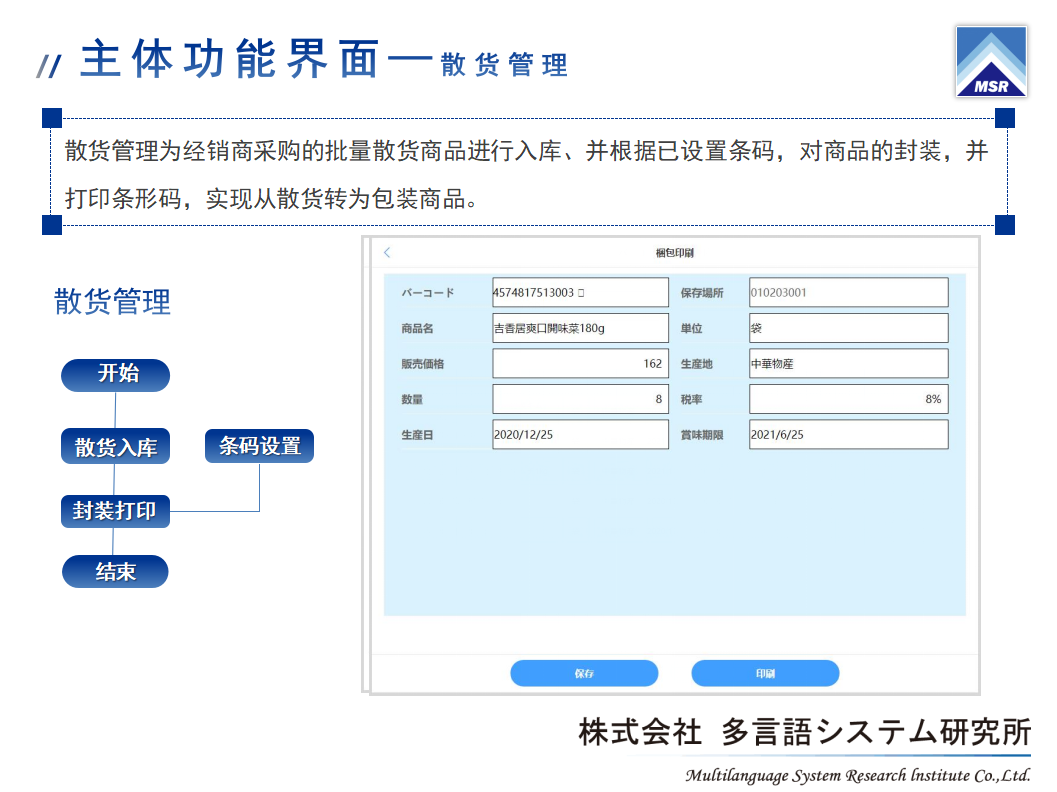 // 主体功能界面—散货管理
MSR
散货管理为经销商采购的批量散货商品进行入库、并根据已设置条码，对商品的封装，并
打印条形码，实现从散货转为包装商品。
散货管理
开始
散货入库
条码设置
封装打印
结束
梱包印刷
バーコード 4574817513003 保存場所 010203001
商品名 吉香居爽口開味菜180g 単位 袋
販売価格 162 生産地 中華物産
数量 8 税率 8%
生産日 2020/12/25 賞味期限 2021/6/25
保存 印刷
株式会社 多言語システム研究所
Multilanguage System Research lnstitute Co.,Ltd.